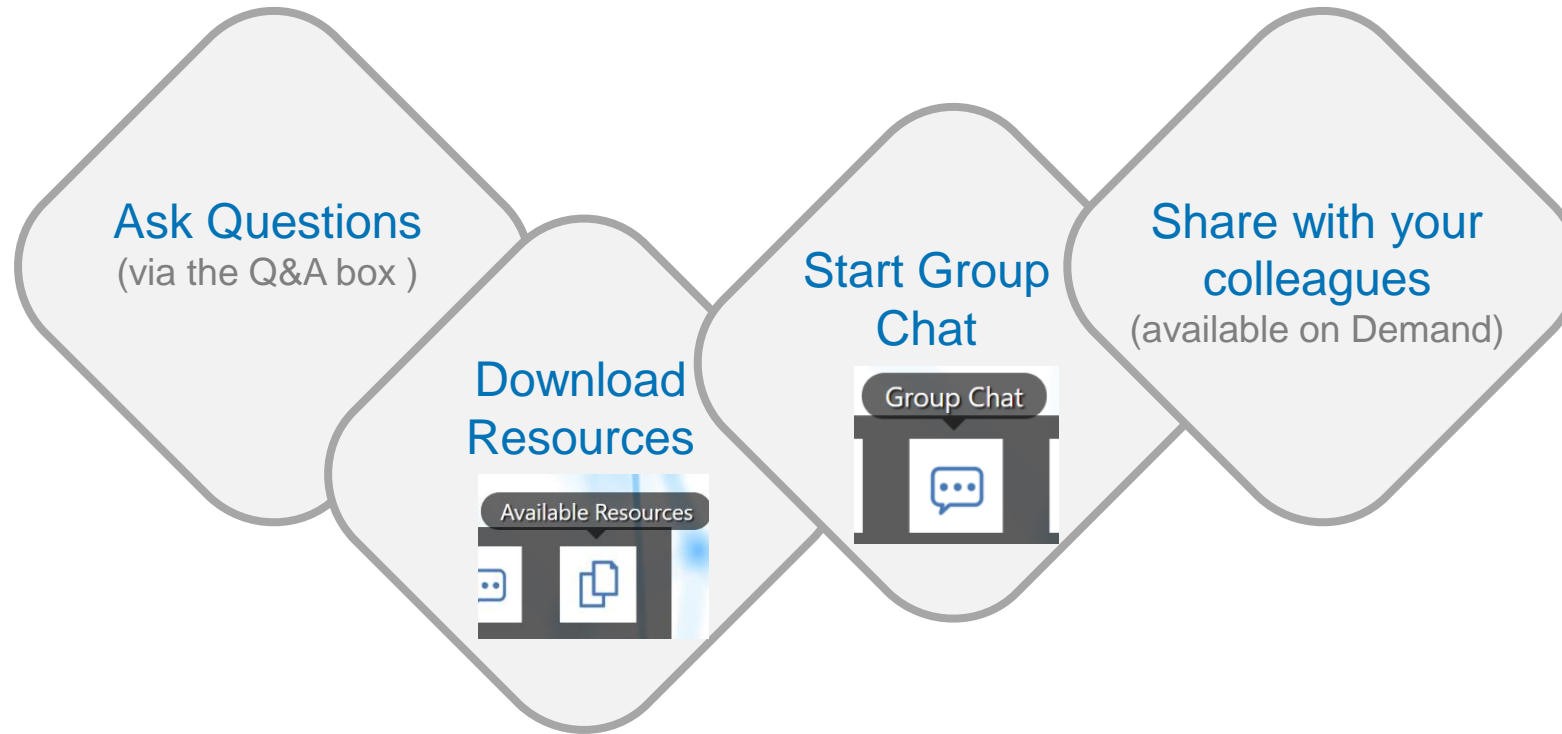 Ask Questions
(via the Q&A box )
Download
Resources
Available Resources
Start Group
Chat
Group Chat
Share with your
colleagues
(available on Demand)